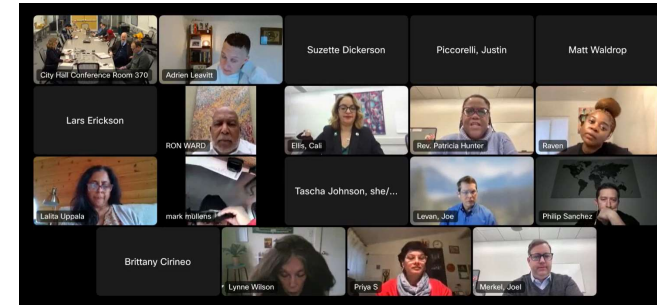 City Hall Conference Room 370
Adrien Leavitt
Suzette Dickerson
Piccorelli, Justin
Matt Waldrop
Lars Erickson
RON WARD
Ellis, Cali
Rev. Patricia Hunter
Raven
Lalita Uppala
mark mullens
Tascha Johnson, she/...
Levan, Joe
Philip Sanchez
Brittany Cirineo
Lynne Wilson
Priya S
Merkel, Joel